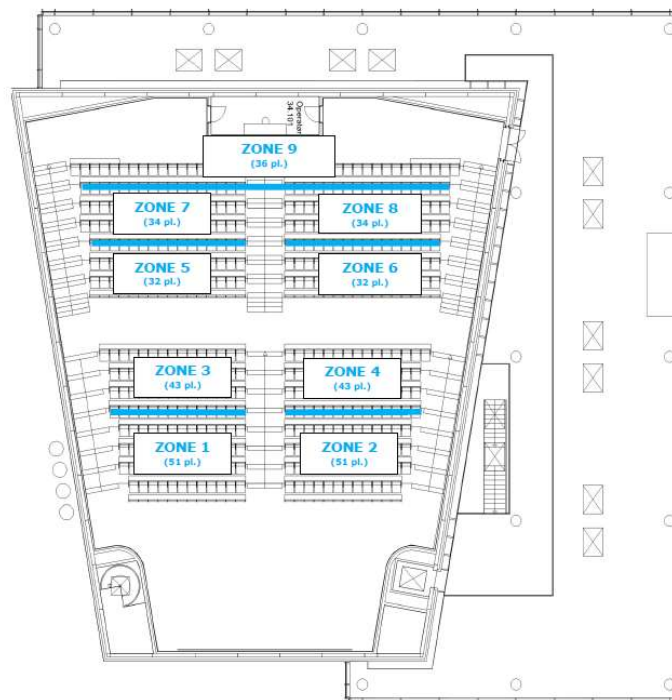 Operatør
34.101
ZONE 9
(36 pl.)
ZONE 7
(34 pl.)
ZONE 8
(34 pl.)
ZONE 5
(32 pl.)
ZONE 6
(32 pl.)
ZONE 3
(43 pl.)
ZONE 4
(43 pl.)
ZONE 1
(51 pl.)
ZONE 2
(51 pl.)